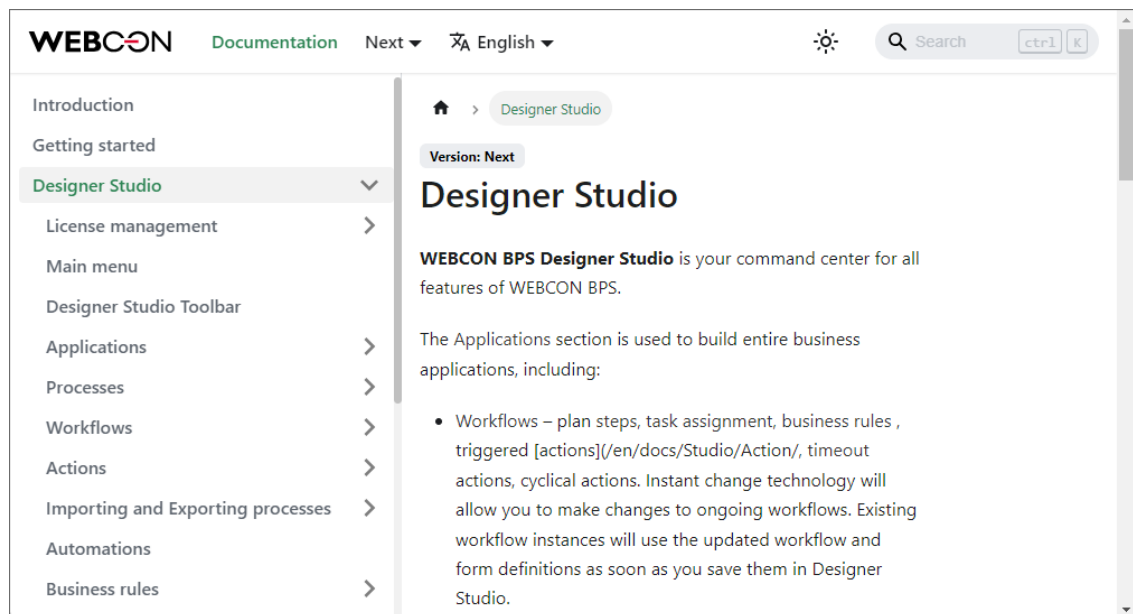 WEBCON Documentation Next English Search ctrl K
Introduction
Getting started
Designer Studio
License management
Main menu
Designer Studio Toolbar
Applications
Processes
Workflows
Actions
Importing and Exporting processes
Automations
Business rules
Designer Studio
Version: Next
Designer Studio
WEBCON BPS Designer Studio is your command center for all
features of WEBCON BPS.
The Applications section is used to build entire business
applications, including:
• Workflows – plan steps, task assignment, business rules ,
triggered [actions](/en/docs/Studio/Action/, timeout
actions, cyclical actions. Instant change technology will
allow you to make changes to ongoing workflows. Existing
workflow instances will use the updated workflow and
form definitions as soon as you save them in Designer
Studio.